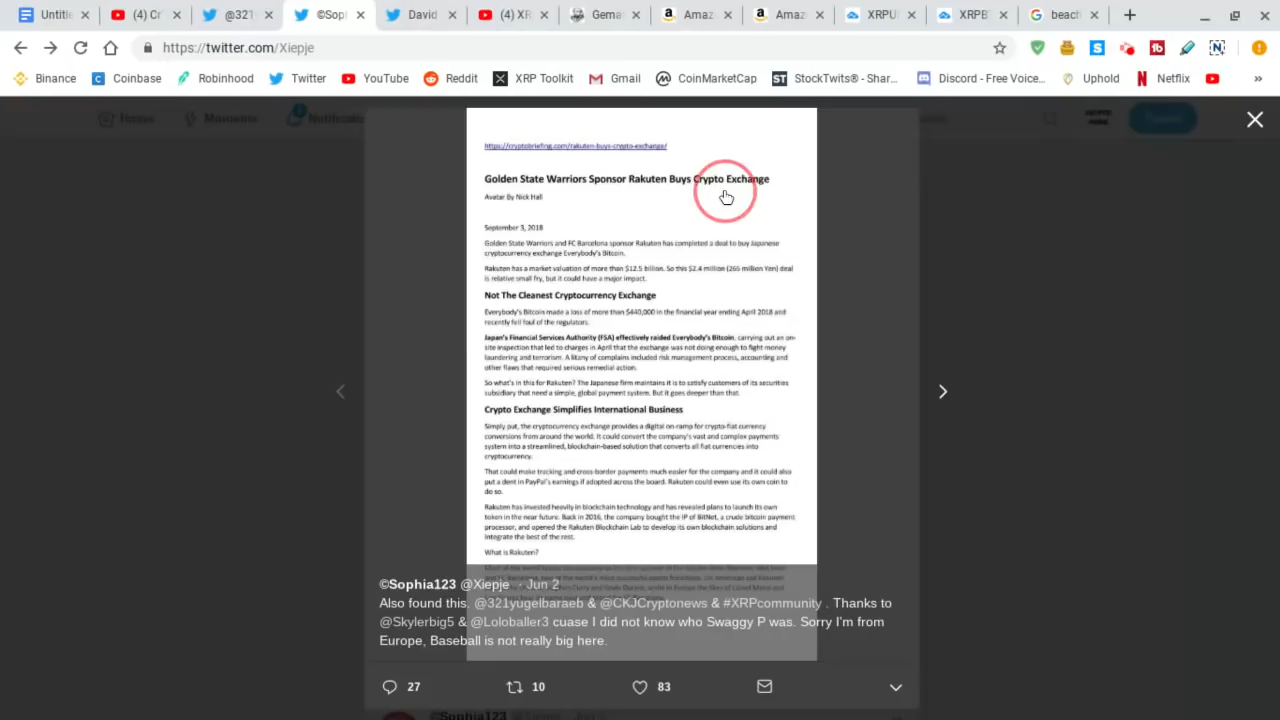 Untitle
(4) Cr
@321
©Sopl
David
(4) XR
Gema
Amaz
Amaz
XRPU
XRPB
beach
https://twitter.com/Xiepje
Binance
Coinbase
Robinhood
Twitter
YouTube
Reddit
XRP Toolkit
Gmail
CoinMarketCap
StockTwits® - Shar...
Discord - Free Voice...
Uphold
Netflix
Home
Moments
Notification
https://cryptobriefing.com/rakuten-buys-crypto-exchange/
Golden State Warriors Sponsor Rakuten Buys Crypto Exchange
Avatar By Nick Hall
September 3, 2018
Golden State Warriors and FC Barcelona sponsor Rakuten has completed a deal to buy Japanese
cryptocurrency exchange Everybody's Bitcoin.
Rakuten has a market valuation of more than $12.5 billion. So this $2.4 million (265 million Yen) deal
is relative small fry, but it could have a major impact.
Not The Cleanest Cryptocurrency Exchange
Everybody's Bitcoin made a loss of more than $440,000 in the financial year ending April 2018 and
recently fell foul of the regulators.
Japan's Financial Services Authority (FSA) effectively raided Everybody's Bitcoin, carrying out an on-
site inspection that led to charges in April that the exchange was not doing enough to fight money
laundering and terrorism. A litany of complains included risk management process, accounting and
other flaws that required serious remedial action.
So what's in this for Rakuten? The Japanese firm maintains it is to satisfy customers of its securities
subsidiary that need a simple, global payment system. But it goes deeper than that.
Crypto Exchange Simplifies International Business
Simply put, the cryptocurrency exchange provides a digital on-ramp for crypto-fiat currency
conversions from around the world. It could convert the company's vast and complex payments
system into a streamlined, blockchain-based solution that converts all fiat currencies into
cryptocurrency.
That could make tracking and cross-border payments much easier for the company and it could also
put a dent in PayPal's earnings if adopted across the board. Rakuten could even use its own coin to
do so.
Rakuten has invested heavily in blockchain technology and has revealed plans to launch its own
token in the near future. Back in 2016, the company bought the IP of BitNet, a crude bitcoin payment
processor, and opened the Rakuten Blockchain Lab to develop its own blockchain solutions and
integrate the best of the rest.
What is Rakuten?
©Sophia123 @Xiepje · Jun 2
Also found this. @321yugelbaraeb & @CKJCryptonews & #XRPcommunity . Thanks to
@Skylerbig5 & @Loloballer3 cuase I did not know who Swaggy P was. Sorry I'm from
Europe, Baseball is not really big here.
27
10
83
©Sophia123